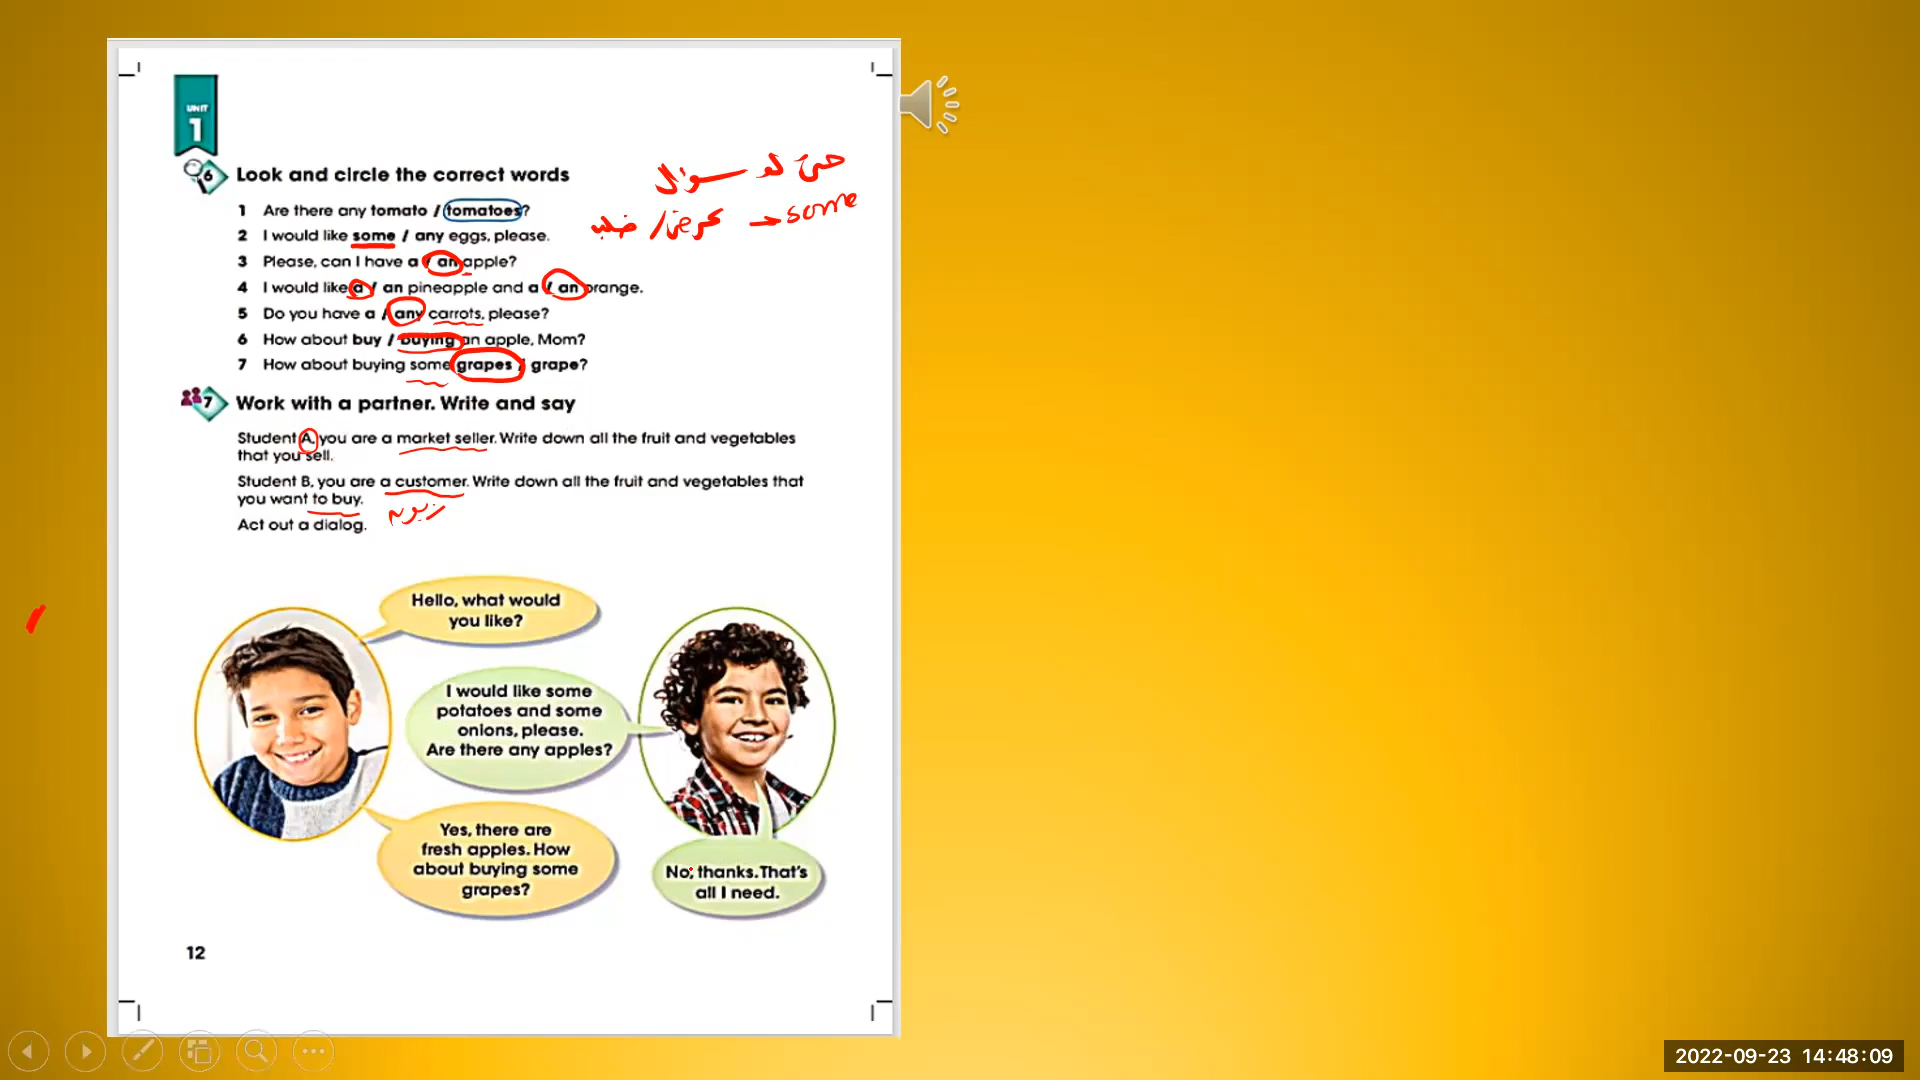 UNIT
1
6 Look and circle the correct words
حتى لو سؤال
عرض / طلب → some
1 Are there any tomato / tomatoes?
2 I would like some / any eggs, please.
3 Please, can I have a / an apple?
4 I would like a / an pineapple and a / an orange.
5 Do you have a / any carrots, please?
6 How about buy / buying an apple, Mom?
7 How about buying some grapes / grape?
7 Work with a partner. Write and say
Student A, you are a market seller. Write down all the fruit and vegetables
that you sell.
Student B, you are a customer. Write down all the fruit and vegetables that
you want to buy.
زبون
Act out a dialog.
Hello, what would
you like?
I would like some
potatoes and some
onions, please.
Are there any apples?
Yes, there are
fresh apples. How
about buying some
grapes?
No, thanks. That's
all I need.
12
2022-09-23 14:48:09